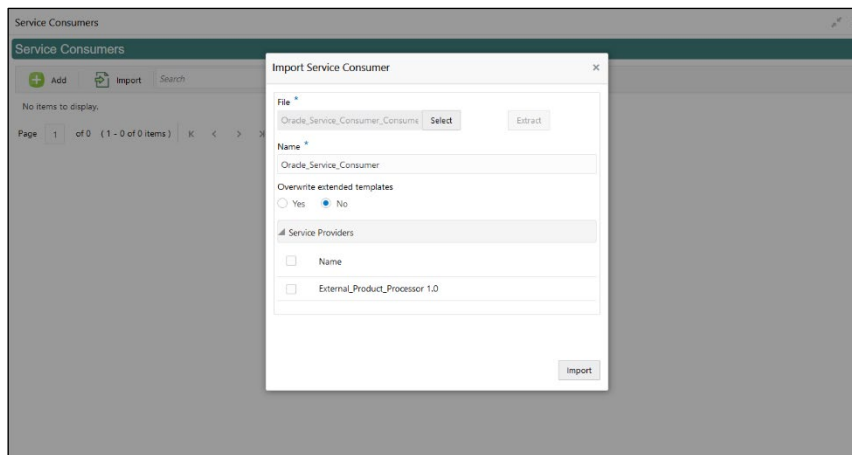 Service Consumers
Service Consumers
Add Import Search
No items to display.
Page 1 of 0 (1 - 0 of 0 items)
Import Service Consumer
File *
Oracle_Service_Consumer_Consume Select Extract
Name *
Oracle_Service_Consumer
Overwrite extended templates
Yes No
Service Providers
Name
External_Product_Processor 1.0
Import